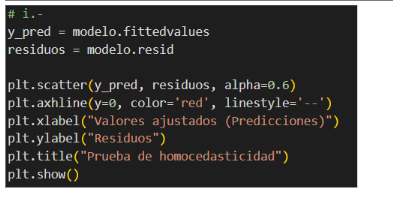 # i.-
y_pred = modelo.fittedvalues
residuos = modelo.resid
plt.scatter(y_pred, residuos, alpha=0.6)
plt.axhline(y=0, color='red', linestyle='--')
plt.xlabel("Valores ajustados (Predicciones)")
plt.ylabel("Residuos")
plt.title("Prueba de homocedasticidad")
plt.show()